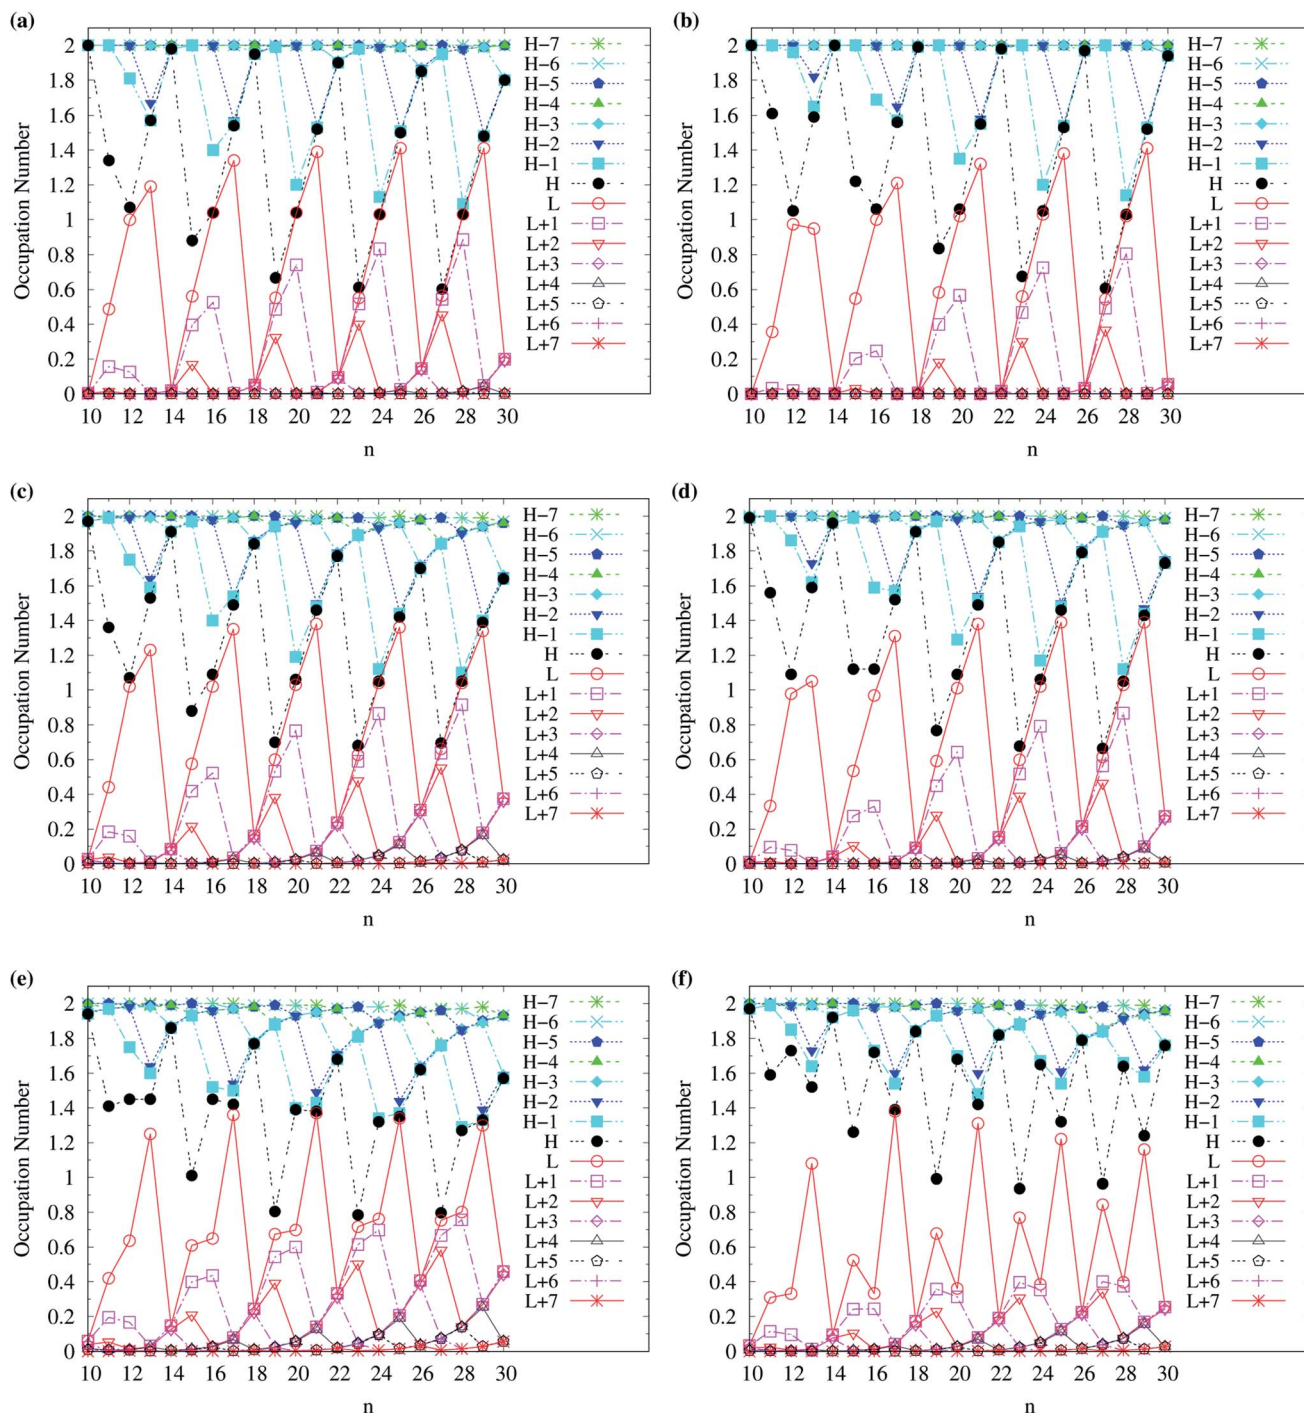 (a)
Occupation Number
2
1.8
1.6
1.4
1.2
1
0.8
0.6
0.4
0.2
0
10 12 14 16 18 20 22 24 26 28 30
n
H−7
H−6
H−5
H−4
H−3
H−2
H−1
H
L
L+1
L+2
L+3
L+4
L+5
L+6
L+7
(b)
Occupation Number
2
1.8
1.6
1.4
1.2
1
0.8
0.6
0.4
0.2
0
10 12 14 16 18 20 22 24 26 28 30
n
H−7
H−6
H−5
H−4
H−3
H−2
H−1
H
L
L+1
L+2
L+3
L+4
L+5
L+6
L+7
(c)
Occupation Number
2
1.8
1.6
1.4
1.2
1
0.8
0.6
0.4
0.2
0
10 12 14 16 18 20 22 24 26 28 30
n
H−7
H−6
H−5
H−4
H−3
H−2
H−1
H
L
L+1
L+2
L+3
L+4
L+5
L+6
L+7
(d)
Occupation Number
2
1.8
1.6
1.4
1.2
1
0.8
0.6
0.4
0.2
0
10 12 14 16 18 20 22 24 26 28 30
n
H−7
H−6
H−5
H−4
H−3
H−2
H−1
H
L
L+1
L+2
L+3
L+4
L+5
L+6
L+7
(e)
Occupation Number
2
1.8
1.6
1.4
1.2
1
0.8
0.6
0.4
0.2
0
10 12 14 16 18 20 22 24 26 28 30
n
H−7
H−6
H−5
H−4
H−3
H−2
H−1
H
L
L+1
L+2
L+3
L+4
L+5
L+6
L+7
(f)
Occupation Number
2
1.8
1.6
1.4
1.2
1
0.8
0.6
0.4
0.2
0
10 12 14 16 18 20 22 24 26 28 30
n
H−7
H−6
H−5
H−4
H−3
H−2
H−1
H
L
L+1
L+2
L+3
L+4
L+5
L+6
L+7